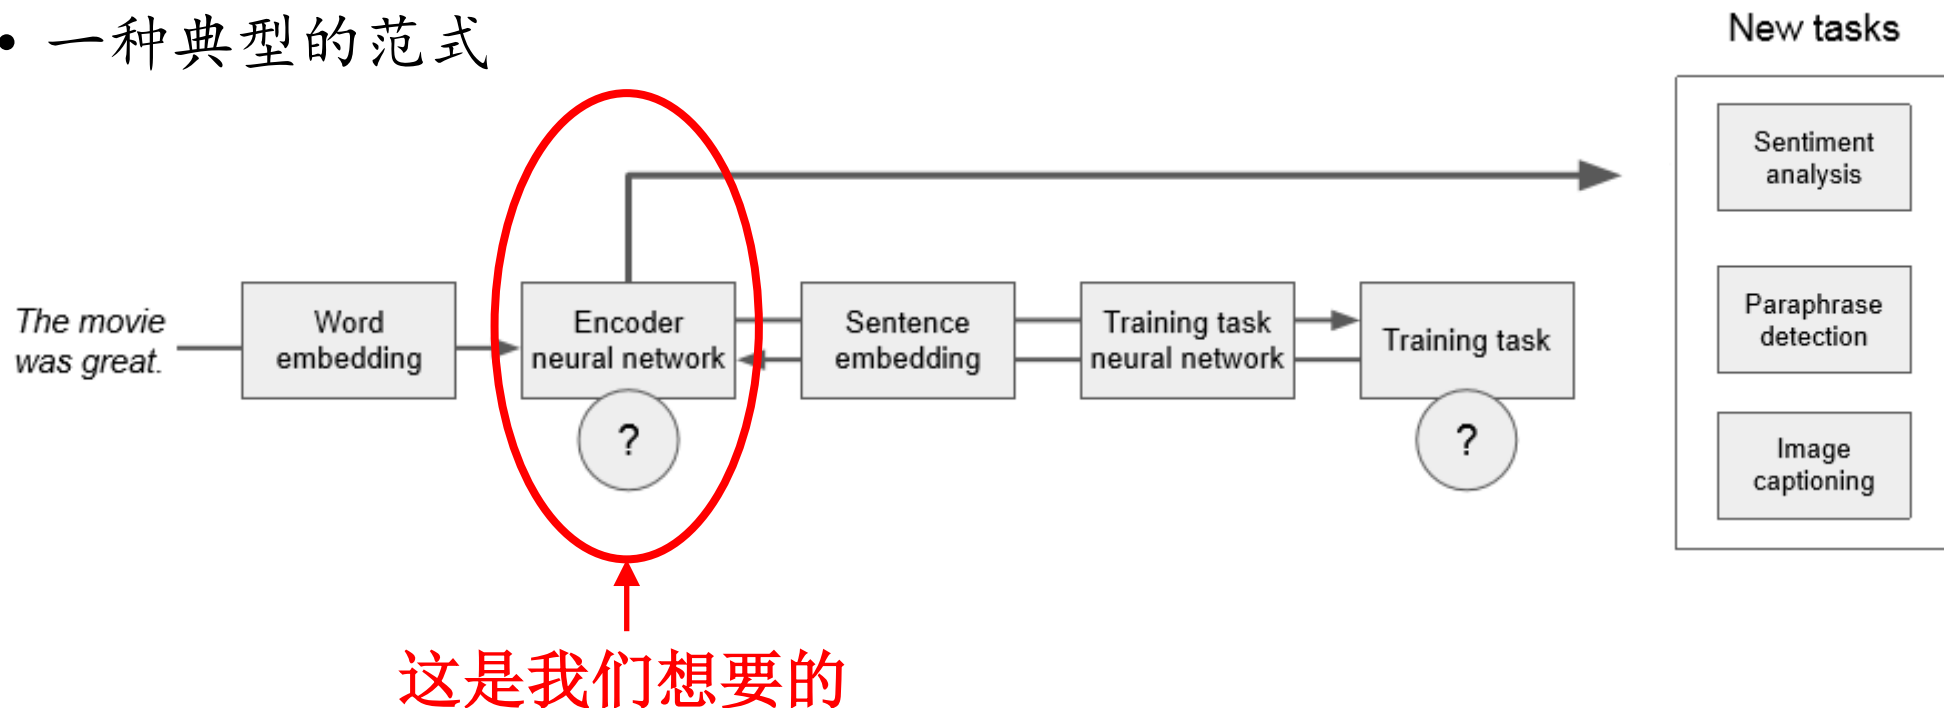 • 一种典型的范式
New tasks
Sentiment
analysis
The movie
was great.
Word
embedding
Encoder
neural network
Sentence
embedding
Training task
neural network
Training task
Paraphrase
detection
?
?
Image
captioning
这是我们想要的